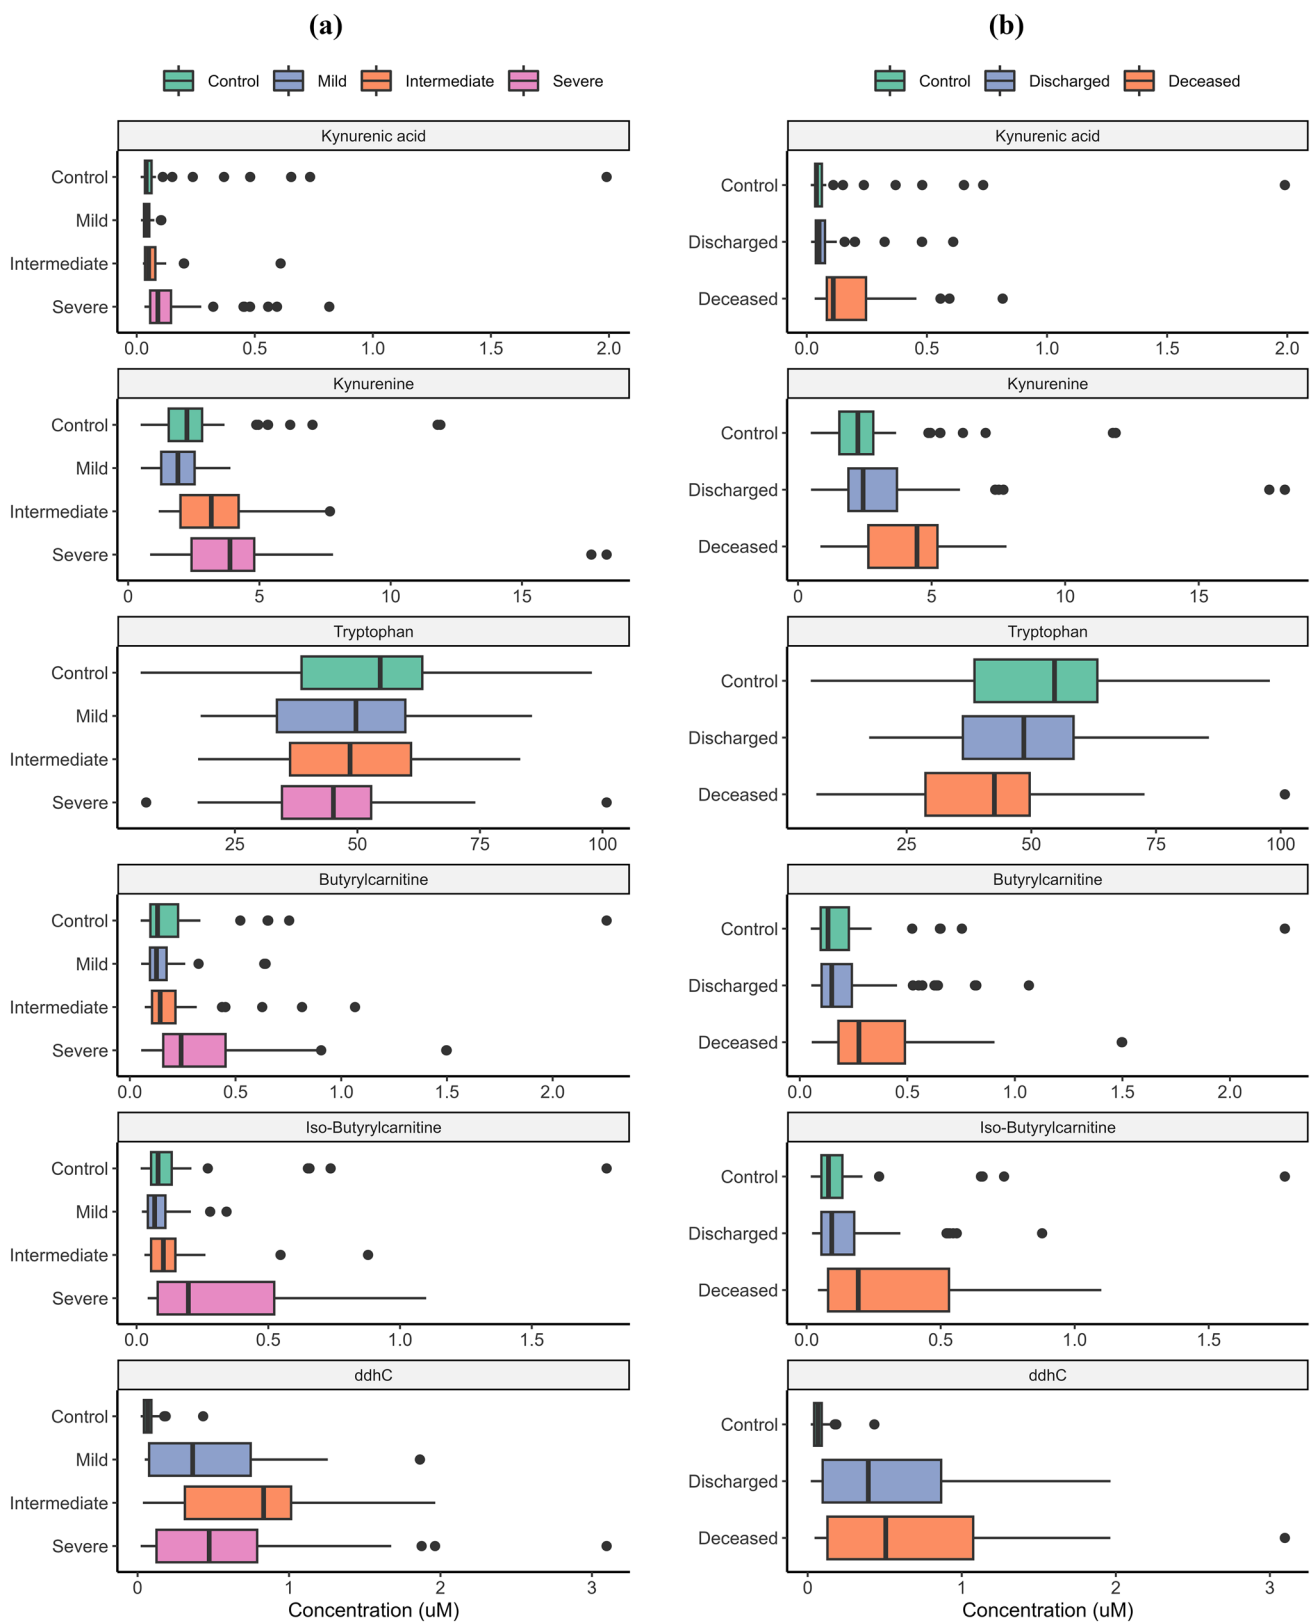 (a)
Control Mild Intermediate Severe
Kynurenic acid
Control
Mild
Intermediate
Severe
0.0 0.5 1.0 1.5 2.0
Kynurenine
Control
Mild
Intermediate
Severe
0 5 10 15
Tryptophan
Control
Mild
Intermediate
Severe
25 50 75 100
Butyrylcarnitine
Control
Mild
Intermediate
Severe
0.0 0.5 1.0 1.5 2.0
Iso-Butyrylcarnitine
Control
Mild
Intermediate
Severe
0.0 0.5 1.0 1.5
ddhC
Control
Mild
Intermediate
Severe
0 1 2 3
Concentration (uM)
(b)
Control Discharged Deceased
Kynurenic acid
Control
Discharged
Deceased
0.0 0.5 1.0 1.5 2.0
Kynurenine
Control
Discharged
Deceased
0 5 10 15
Tryptophan
Control
Discharged
Deceased
25 50 75 100
Butyrylcarnitine
Control
Discharged
Deceased
0.0 0.5 1.0 1.5 2.0
Iso-Butyrylcarnitine
Control
Discharged
Deceased
0.0 0.5 1.0 1.5
ddhC
Control
Discharged
Deceased
0 1 2 3
Concentration (uM)